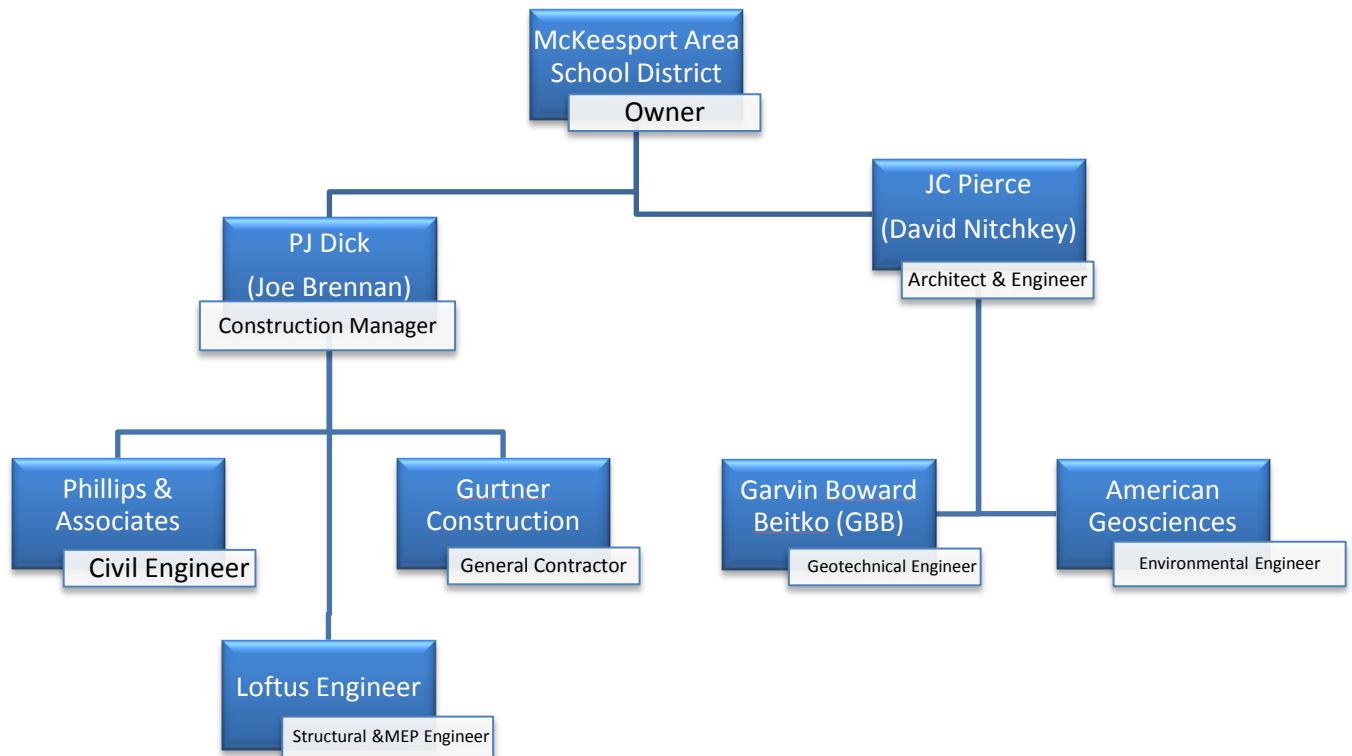 McKeesport Area
School District
Owner
JC Pierce
(David Nitchkey)
Architect & Engineer
PJ Dick
(Joe Brennan)
Construction Manager
Phillips &
Associates
Civil Engineer
Gurtner
Construction
General Contractor
Garvin Boward
Beitko (GBB)
Geotechnical Engineer
American
Geosciences
Environmental Engineer
Loftus Engineer
Structural &MEP Engineer